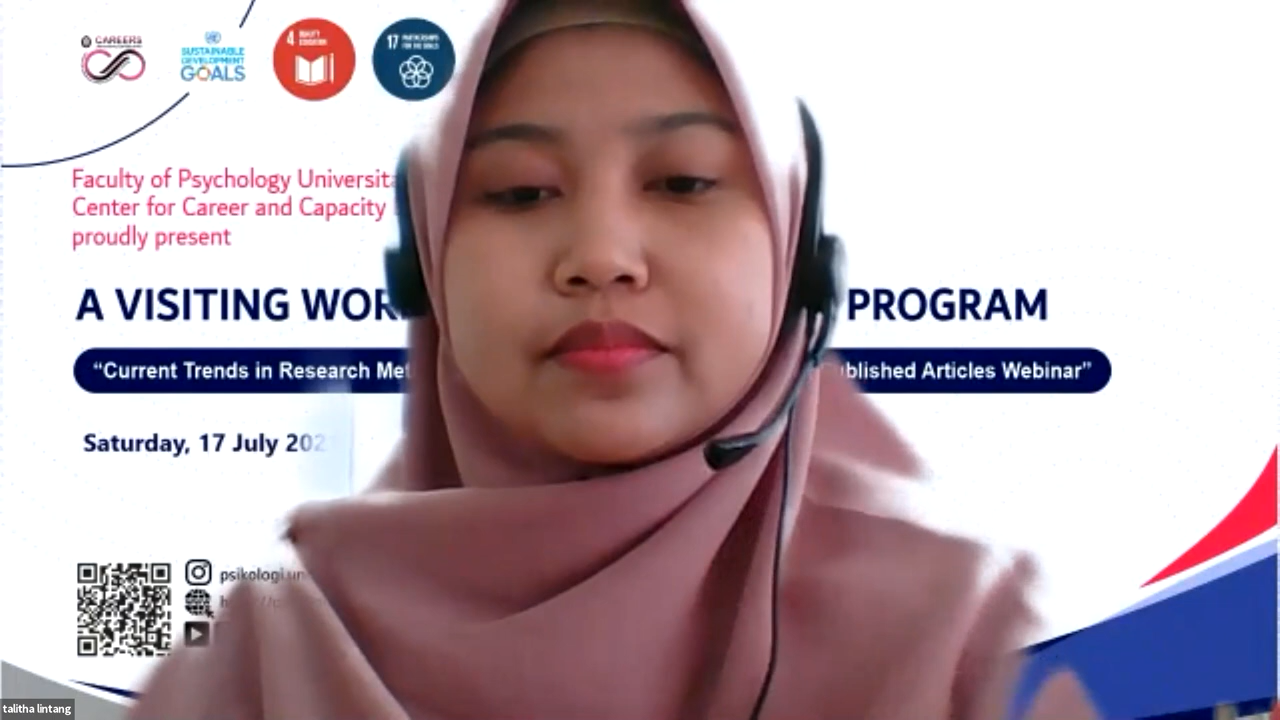 CAREERS
SUSTAINABLE
DEVELOPMENT
GOALS
4 QUALITY
EDUCATION
17 PARTNERSHIPS
FOR THE GOALS
Faculty of Psychology Universita
Center for Career and Capacity
proudly present
A VISITING WOR PROGRAM
“Current Trends in Research Met ublished Articles Webinar”
Saturday, 17 July 202
psikologi.un
talitha lintang